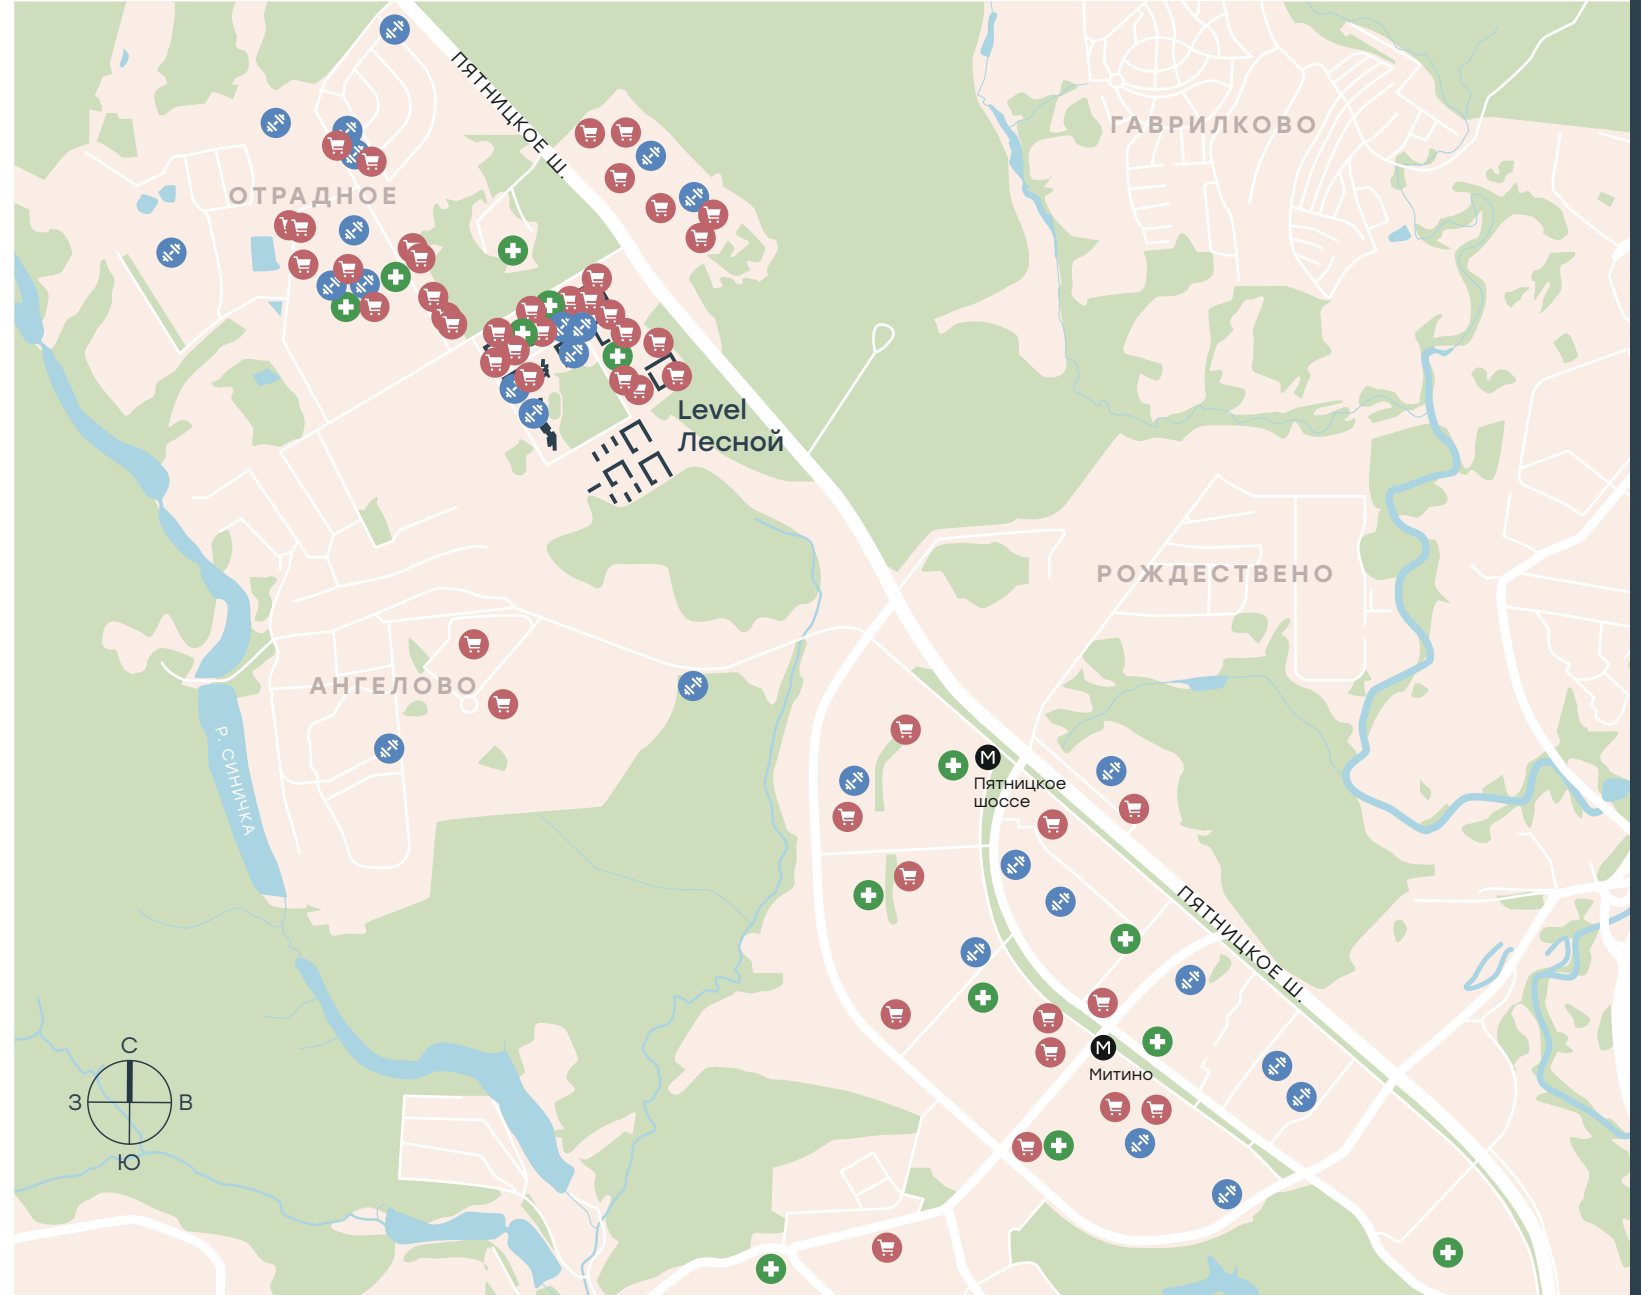 ПЯТНИЦКОЕ Ш.
ГАВРИЛКОВО
ОТРАДНОЕ
Level
Лесной
РОЖДЕСТВЕНО
АНГЕЛОВО
Р. СИНИЧКА
М
Пятницкое
шоссе
ПЯТНИЦКОЕ Ш.
М
Митино
С
З
В
Ю